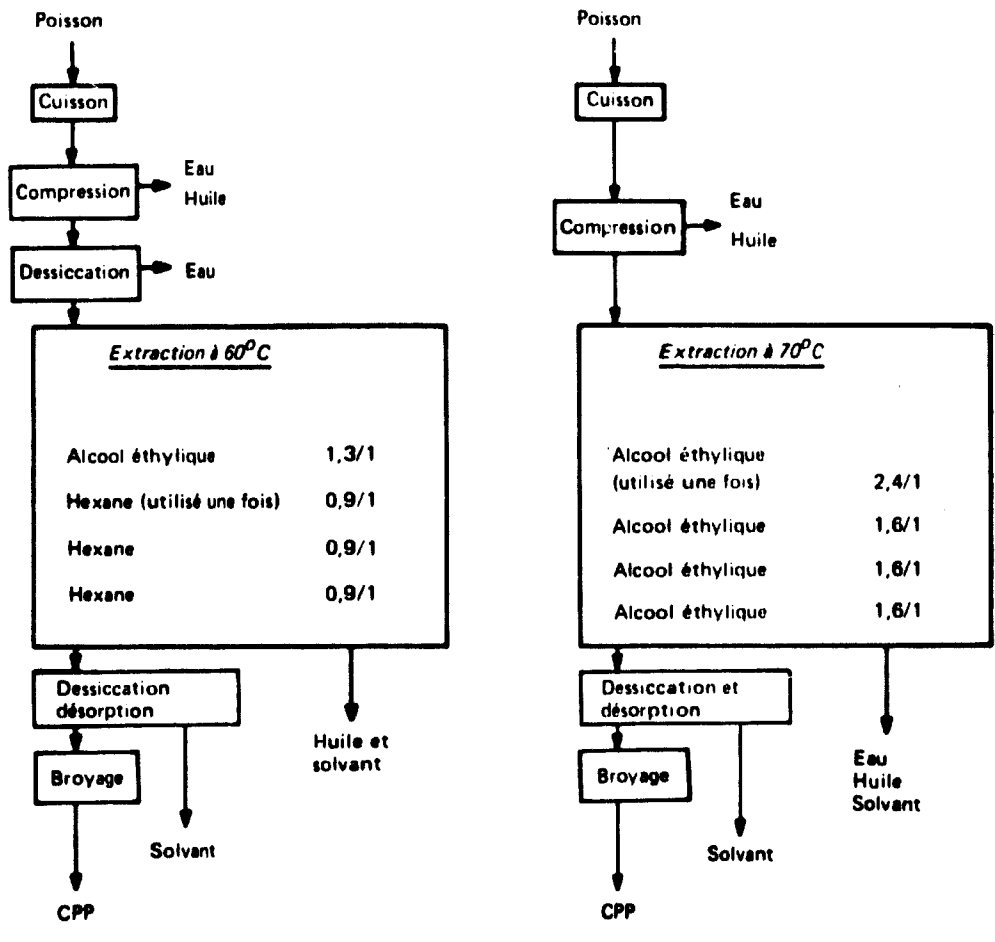 Poisson
Cuisson
Compression
Eau
Huile
Dessiccation
Eau
Extraction à 60°C
Alcool éthylique 1,3/1
Hexane (utilisé une fois) 0,9/1
Hexane 0,9/1
Hexane 0,9/1
Dessiccation
désorption
Huile et
solvant
Broyage
Solvant
CPP
Poisson
Cuisson
Compression
Eau
Huile
Extraction à 70°C
Alcool éthylique
(utilisé une fois) 2,4/1
Alcool éthylique 1,6/1
Alcool éthylique 1,6/1
Alcool éthylique 1,6/1
Dessiccation et
désorption
Eau
Huile
Solvant
Broyage
Solvant
CPP